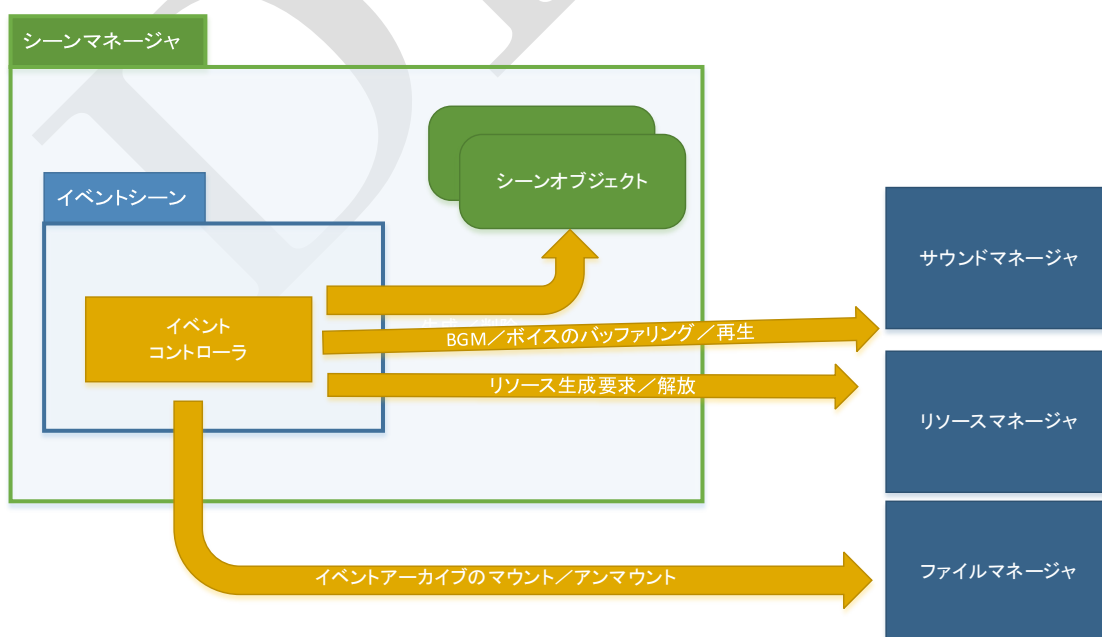 シーンマネージャ
シーンオブジェクト
イベントシーン
サウンドマネージャ
イベント
コントローラ
BGM／ボイスのバッファリング／再生
リソース生成要求／解放
リソースマネージャ
イベントアーカイブのマウント／アンマウント
ファイルマネージャ